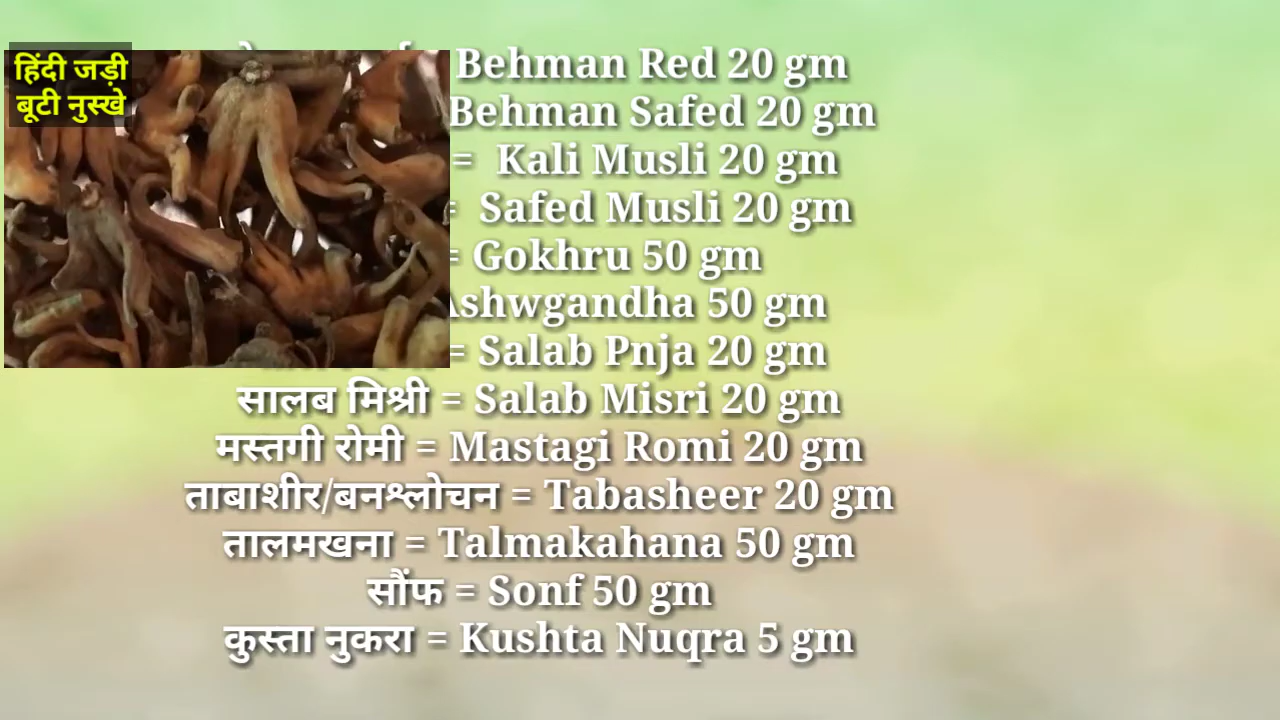 हिंदी जड़ी
बूटी नुस्खे
Behman Red 20 gm
Behman Safed 20 gm
= Kali Musli 20 gm
= Safed Musli 20 gm
= Gokhru 50 gm
Ashwgandha 50 gm
= Salab Pnja 20 gm
सालब मिश्री = Salab Misri 20 gm
मस्तगी रोमी = Mastagi Romi 20 gm
ताबाशीर/बनश्लोचन = Tabasheer 20 gm
तालमखना = Talmakahana 50 gm
सौंफ = Sonf 50 gm
कुस्ता नुकरा = Kushta Nuqra 5 gm